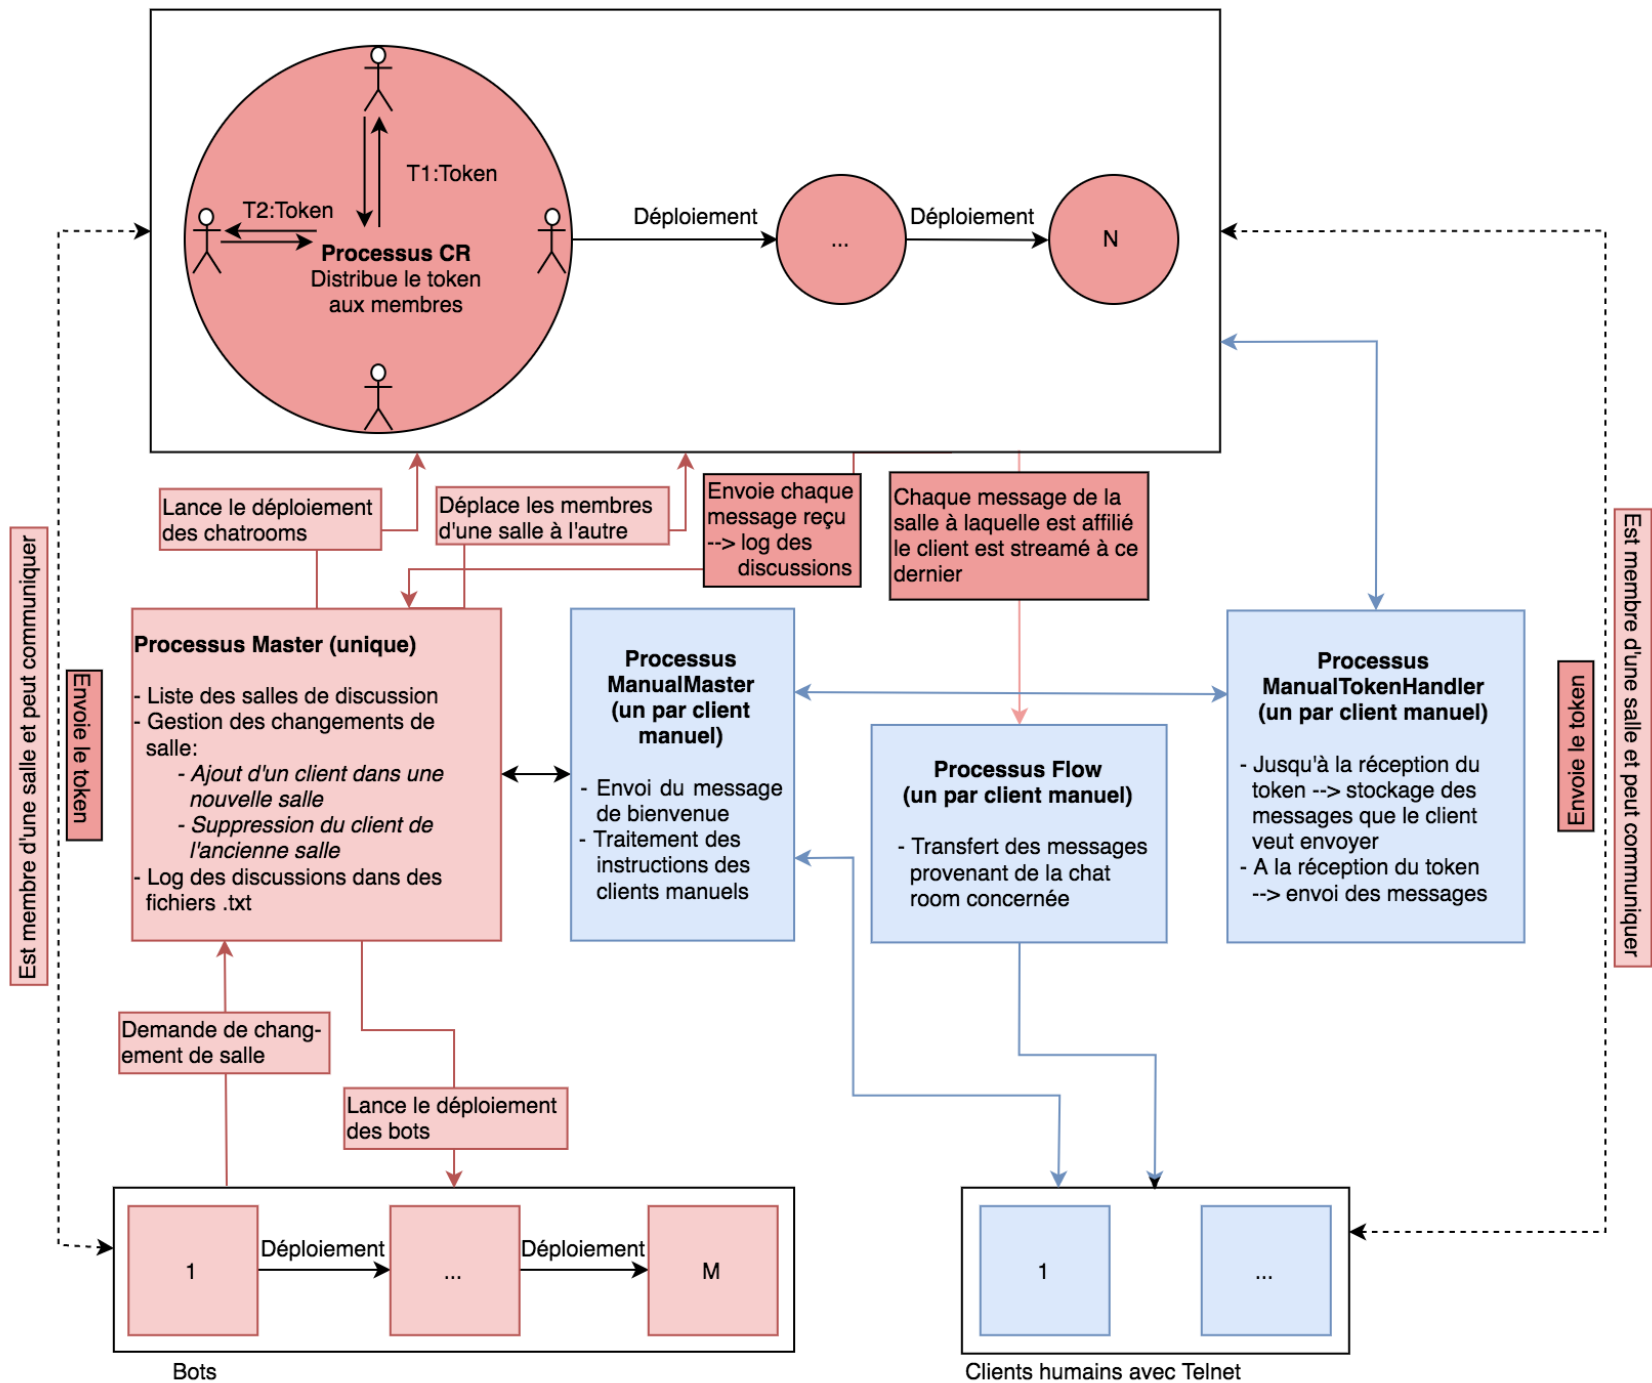 T1:Token
T2:Token
Processus CR
Distribue le token
aux membres
Déploiement
...
Déploiement
N
Lance le déploiement
des chatrooms
Déplace les membres
d'une salle à l'autre
Envoie chaque
message reçu
--> log des
discussions
Chaque message de la
salle à laquelle est affilié
le client est streamé à ce
dernier
Est membre d'une salle et peut communiquer
Envoie le token
Processus Master (unique)
- Liste des salles de discussion
- Gestion des changements de
salle:
- Ajout d'un client dans une
nouvelle salle
- Suppression du client de
l'ancienne salle
- Log des discussions dans des
fichiers .txt
Processus
ManualMaster
(un par client
manuel)
- Envoi du message
de bienvenue
- Traitement des
instructions des
clients manuels
Processus Flow
(un par client manuel)
- Transfert des messages
provenant de la chat
room concernée
Processus
ManualTokenHandler
(un par client manuel)
- Jusqu'à la réception du
token --> stockage des
messages que le client
veut envoyer
- A la réception du token
--> envoi des messages
Envoie le token
Est membre d'une salle et peut communiquer
Demande de chang-
ement de salle
Lance le déploiement
des bots
1
Déploiement
...
Déploiement
M
Bots
1
...
Clients humains avec Telnet